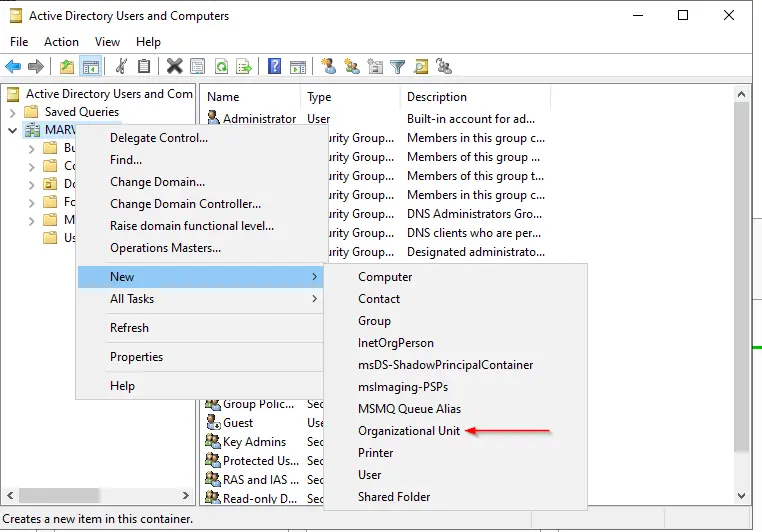 Active Directory Users and Computers
File Action View Help
Active Directory Users and Com
Saved Queries
MARV
Bu
Co
Do
Fo
M
Us
Name Type Description
Administrator User Built-in account for ad...
urity Group... Members in this group c...
urity Group... Members of this group ...
urity Group... Members of this group t...
urity Group... Members in this group c...
urity Group... DNS Administrators Gro...
urity Group... DNS clients who are per...
urity Group... Designated administrato...
Delegate Control...
Find...
Change Domain...
Change Domain Controller...
Raise domain functional level...
Operations Masters...
New
All Tasks
Refresh
Properties
Help
Computer
Contact
Group
InetOrgPerson
msDS-ShadowPrincipalContainer
msImaging-PSPs
MSMQ Queue Alias
Organizational Unit
Printer
User
Shared Folder
Group Polic... Sec
Guest Use
Key Admins Sec
Protected Us... Sec
RAS and IAS ... Sec
Read-only D... Sec
Creates a new item in this container.